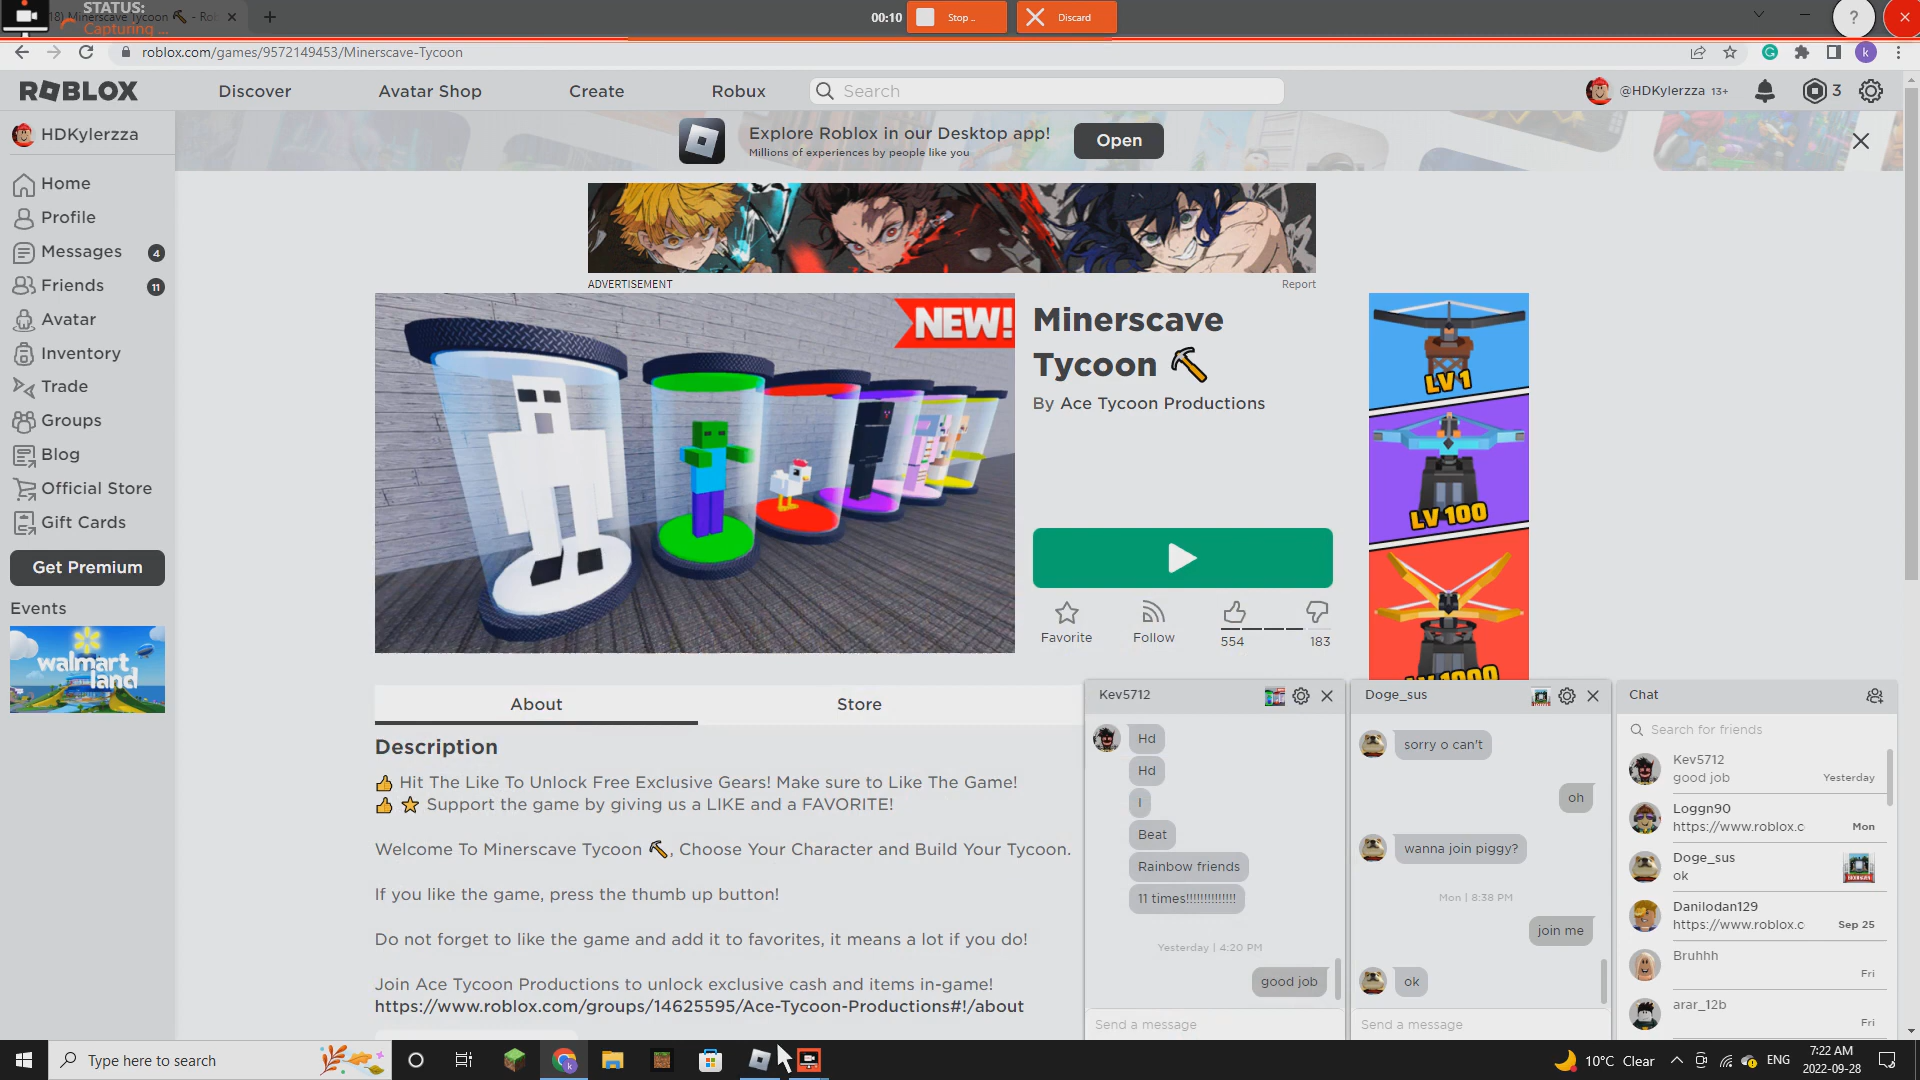 STATUS:
Capturing ...
18) Minerscave Tycoon - Ro
00:10
Stop ..
Discard
?
roblox.com/games/9572149453/Minerscave-Tycoon
k
ROBLOX
Discover
Avatar Shop
Create
Robux
Search
@HDKylerzza 13+
3
HDKylerzza
Explore Roblox in our Desktop app!
Millions of experiences by people like you
Open
Home
Profile
Messages 4
Friends 11
Avatar
Inventory
Trade
Groups
Blog
Official Store
Gift Cards
Get Premium
Events
walmart
land
ADVERTISEMENT
Report
NEW!
Minerscave
Tycoon
By Ace Tycoon Productions
Favorite
Follow
554
183
LV 1
LV 100
LV 1000
About
Store
Description
👍 Hit The Like To Unlock Free Exclusive Gears! Make sure to Like The Game!
👍 ⭐ Support the game by giving us a LIKE and a FAVORITE!
Welcome To Minerscave Tycoon 🔨, Choose Your Character and Build Your Tycoon.
If you like the game, press the thumb up button!
Do not forget to like the game and add it to favorites, it means a lot if you do!
Join Ace Tycoon Productions to unlock exclusive cash and items in-game!
https://www.roblox.com/groups/14625595/Ace-Tycoon-Productions#!/about
Kev5712
Hd
Hd
I
Beat
Rainbow friends
11 times!!!!!!!!!!!!!!
Yesterday | 4:20 PM
good job
Send a message
Doge_sus
sorry o can't
oh
wanna join piggy?
Mon | 8:38 PM
join me
ok
Send a message
Chat
Search for friends
Kev5712
good job
Yesterday
Loggn90
https://www.roblox.c
Mon
Doge_sus
ok
Danilodan129
https://www.roblox.c
Sep 25
Bruhhh
Fri
arar_12b
Fri
Type here to search
10°C Clear
ENG
7:22 AM
2022-09-28